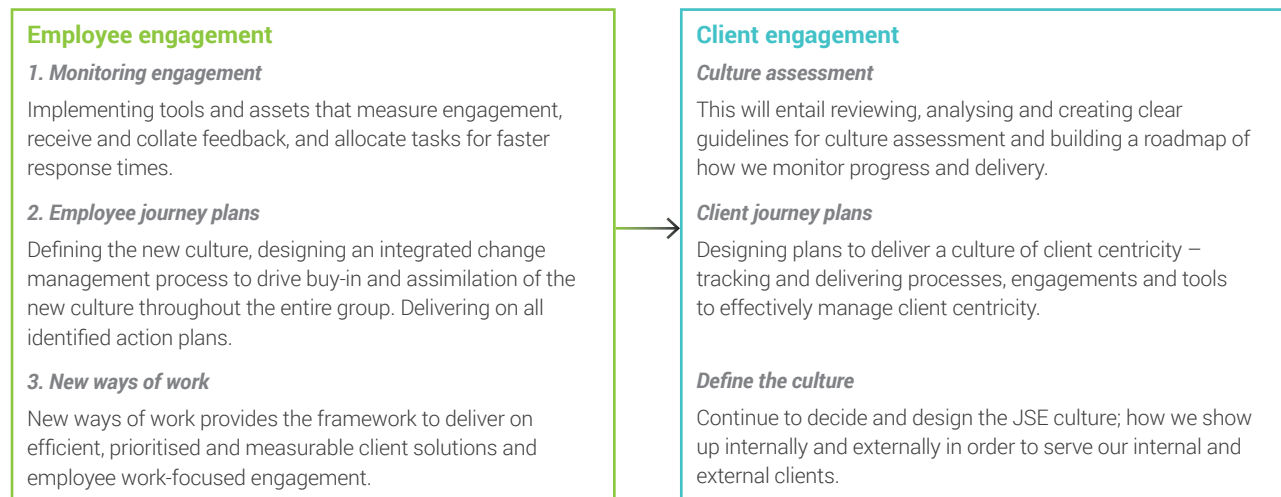 Employee engagement
1. Monitoring engagement
Implementing tools and assets that measure engagement,
receive and collate feedback, and allocate tasks for faster
response times.
2. Employee journey plans
Defining the new culture, designing an integrated change
management process to drive buy-in and assimilation of the
new culture throughout the entire group. Delivering on all
identified action plans.
3. New ways of work
New ways of work provides the framework to deliver on
efficient, prioritised and measurable client solutions and
employee work-focused engagement.
Client engagement
Culture assessment
This will entail reviewing, analysing and creating clear
guidelines for culture assessment and building a roadmap of
how we monitor progress and delivery.
Client journey plans
Designing plans to deliver a culture of client centricity –
tracking and delivering processes, engagements and tools
to effectively manage client centricity.
Define the culture
Continue to decide and design the JSE culture; how we show
up internally and externally in order to serve our internal and
external clients.